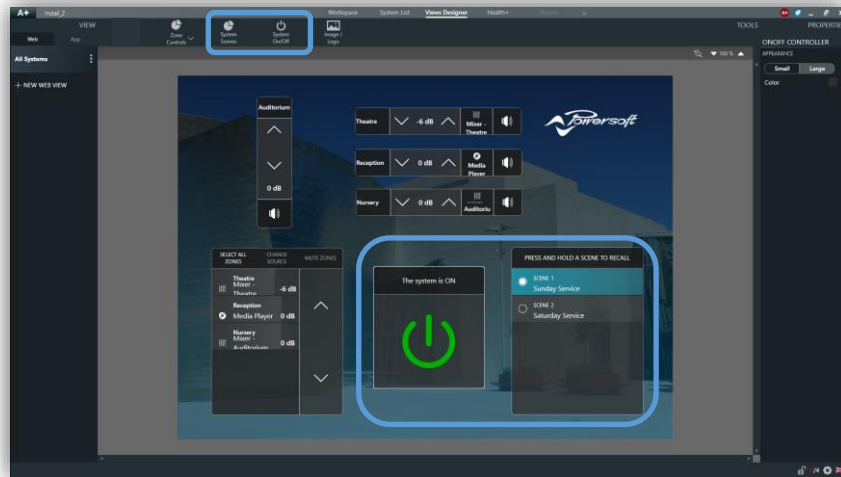 A+
Install_2
Workspace
System List
Views Designer
Health+
VIEW
TOOLS
PROPERTIE
Web
App
Zone
Controls
System
Scenes
System
On/Off
Image /
Logo
All Systems
+ NEW WEB VIEW
100 %
ONOFF CONTROLLER
APPEARANCE
Small
Large
Color
Auditorium
0 dB
Theatre
-6 dB
Mixer -
Theatre
Reception
0 dB
Media
Player
Nursery
0 dB
Auditoriu
Powersoft
SELECT ALL
ZONES
CHANGE
SOURCE
MUTE ZONES
Theatre
Mixer -
Theatre
-6 dB
Reception
Media Player
0 dB
Nursery
Mixer -
Auditorium
0 dB
The system is ON
PRESS AND HOLD A SCENE TO RECALL
SCENE 1
Sunday Service
SCENE 2
Saturday Service